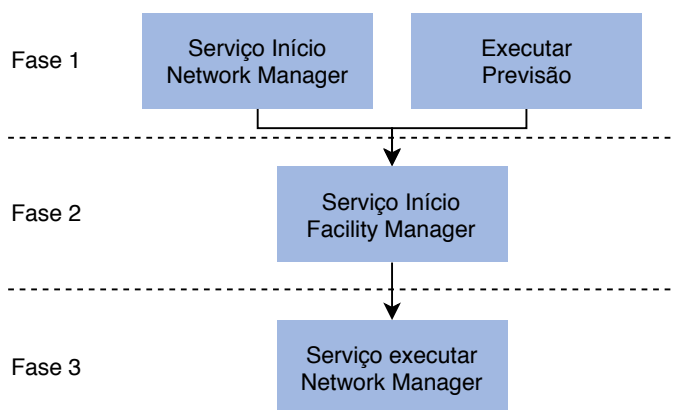 Fase 1
Serviço Início
Network Manager
Executar
Previsão
Fase 2
Serviço Início
Facility Manager
Fase 3
Serviço executar
Network Manager